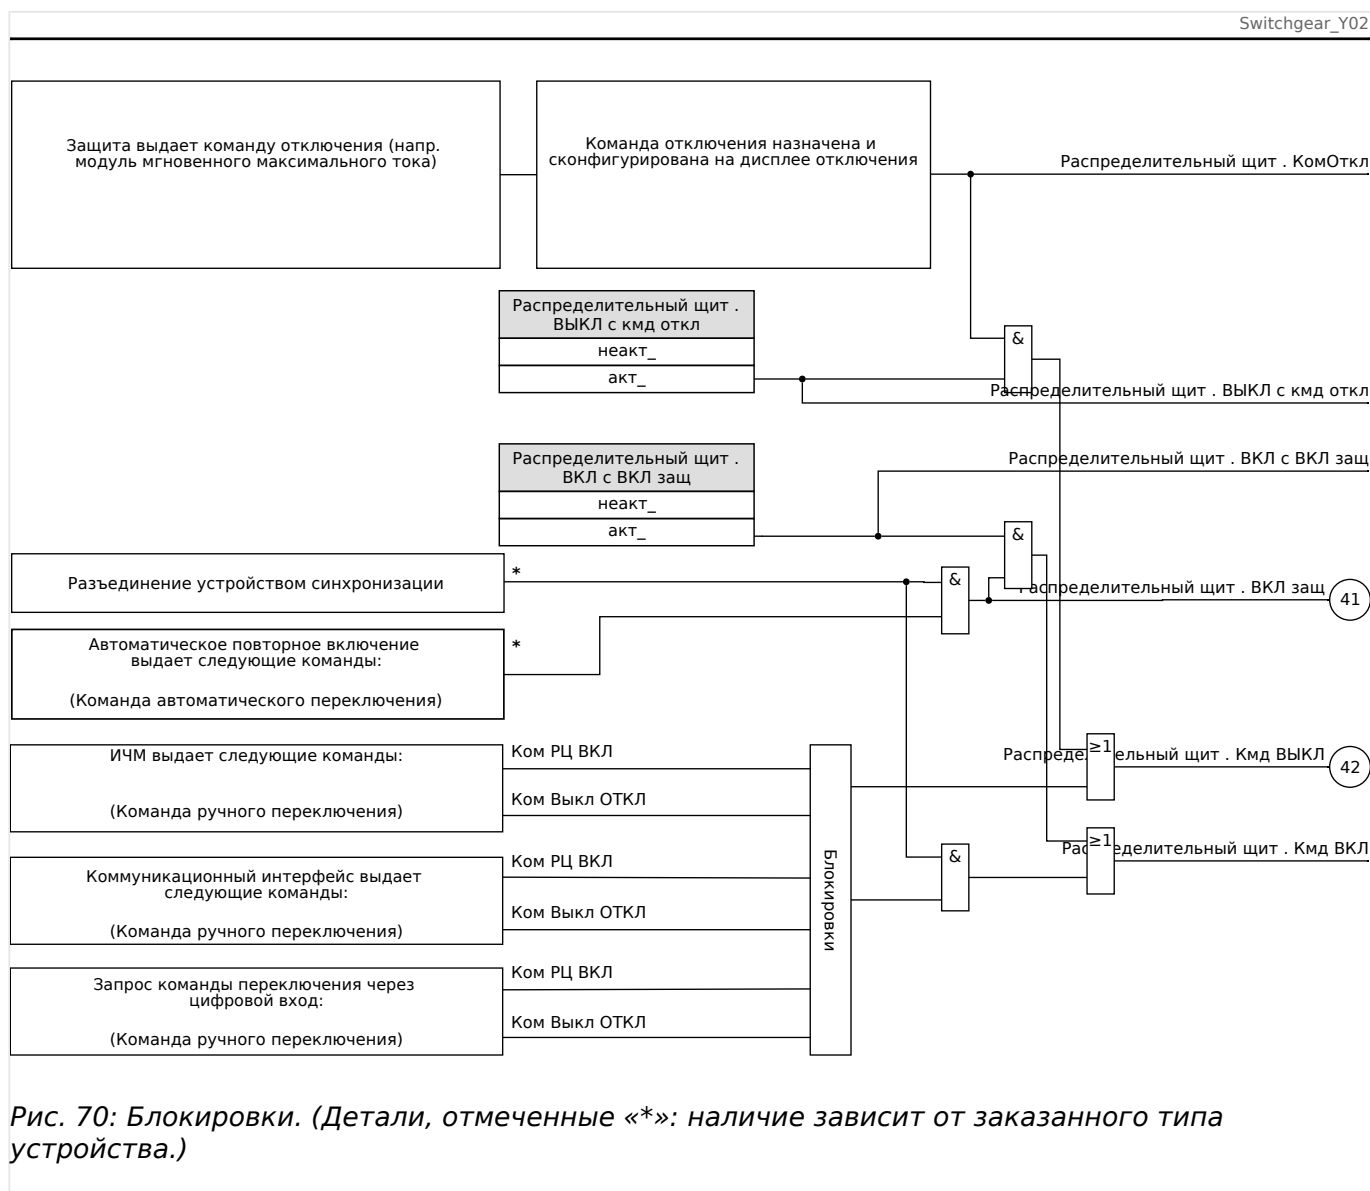 Switchgear_Y02
Защита выдает команду отключения (напр.
модуль мгновенного максимального тока)
Команда отключения назначена и
сконфигурирована на дисплее отключения
Распределительный щит . КомОткл
Распределительный щит .
ВЫКЛ с кмд откл
неакт_
акт_
&
Распределительный щит . ВЫКЛ с кмд откл
Распределительный щит .
ВКЛ с ВКЛ защ
неакт_
акт_
Распределительный щит . ВКЛ с ВКЛ защ
&
Разъединение устройством синхронизации
*
&
Распределительный щит . ВКЛ защ
41
Автоматическое повторное включение
выдает следующие команды:
(Команда автоматического переключения)
*
ИЧМ выдает следующие команды:
(Команда ручного переключения)
Ком РЦ ВКЛ
Ком Выкл ОТКЛ
≥1
Распределительный щит . Кмд ВЫКЛ
42
Коммуникационный интерфейс выдает
следующие команды:
(Команда ручного переключения)
Ком РЦ ВКЛ
Ком Выкл ОТКЛ
Блокировки
&
≥1
Распределительный щит . Кмд ВКЛ
Запрос команды переключения через
цифровой вход:
(Команда ручного переключения)
Ком РЦ ВКЛ
Ком Выкл ОТКЛ
Рис. 70: Блокировки. (Детали, отмеченные «*»: наличие зависит от заказанного типа
устройства.)